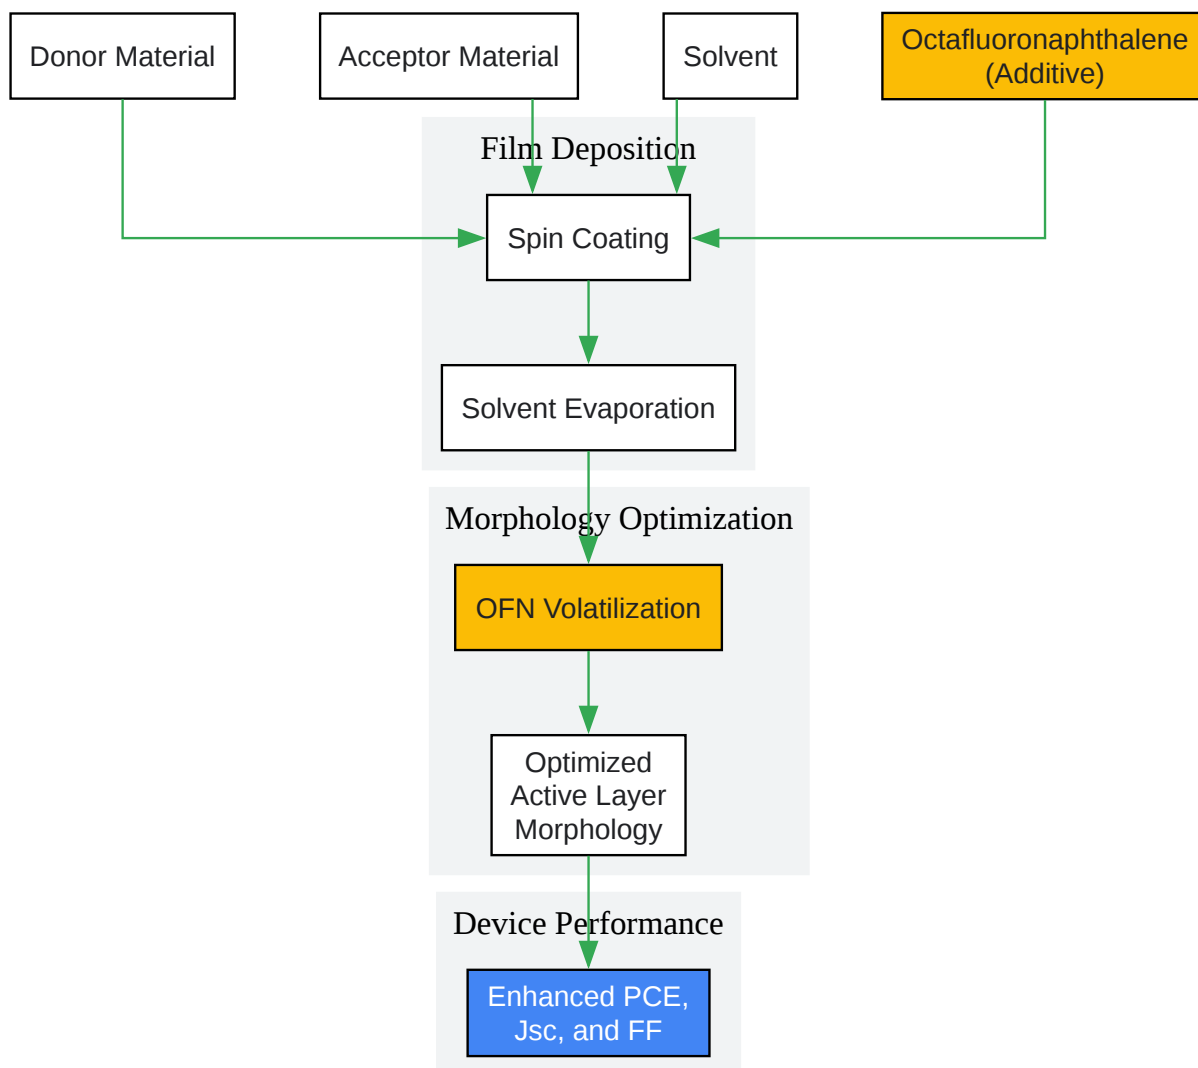 Donor Material
Acceptor Material
Solvent
Octafluoronaphthalene
(Additive)
Film Deposition
Spin Coating
Solvent Evaporation
Morphology Optimization
OFN Volatilization
Optimized
Active Layer
Morphology
Device Performance
Enhanced PCE,
Jsc, and FF